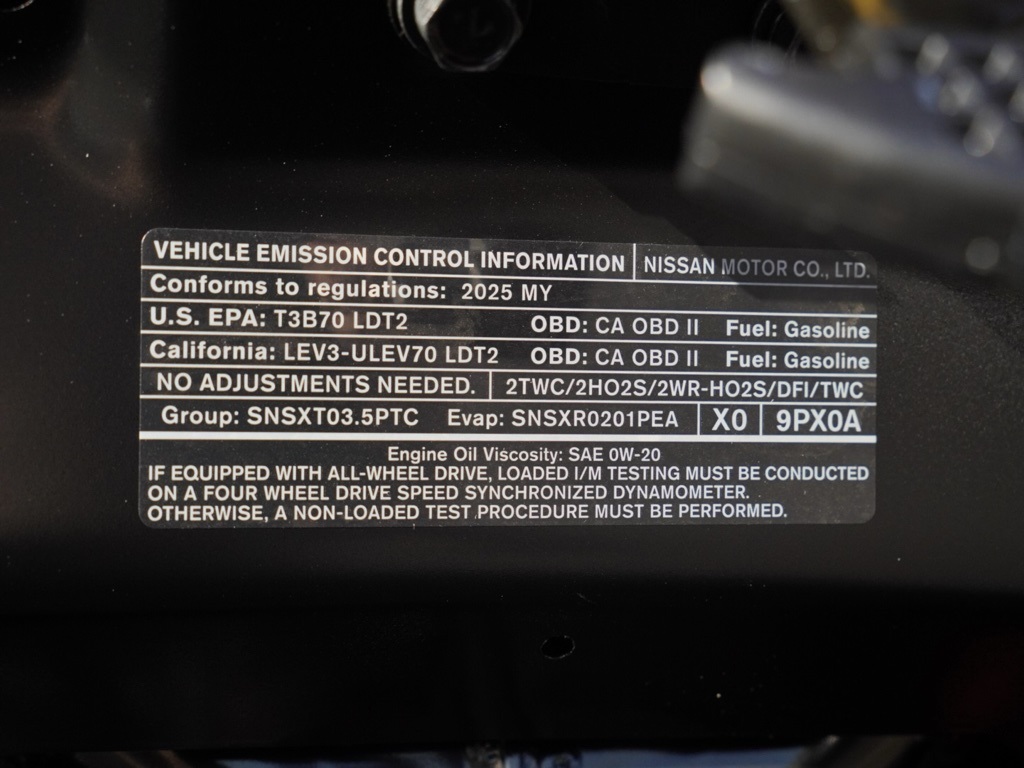 VEHICLE EMISSION CONTROL INFORMATION NISSAN MOTOR CO., LTD.
Conforms to regulations: 2025 MY
U.S. EPA: T3B70 LDT2 OBD: CA OBD II Fuel: Gasoline
California: LEV3-ULEV70 LDT2 OBD: CA OBD II Fuel: Gasoline
NO ADJUSTMENTS NEEDED. 2TWC/2HO2S/2WR-HO2S/DFI/TWC
Group: SNSXT03.5PTC Evap: SNSXR0201PEA X0 9PX0A
Engine Oil Viscosity: SAE 0W-20
IF EQUIPPED WITH ALL-WHEEL DRIVE, LOADED I/M TESTING MUST BE CONDUCTED
ON A FOUR WHEEL DRIVE SPEED SYNCHRONIZED DYNAMOMETER.
OTHERWISE, A NON-LOADED TEST PROCEDURE MUST BE PERFORMED.